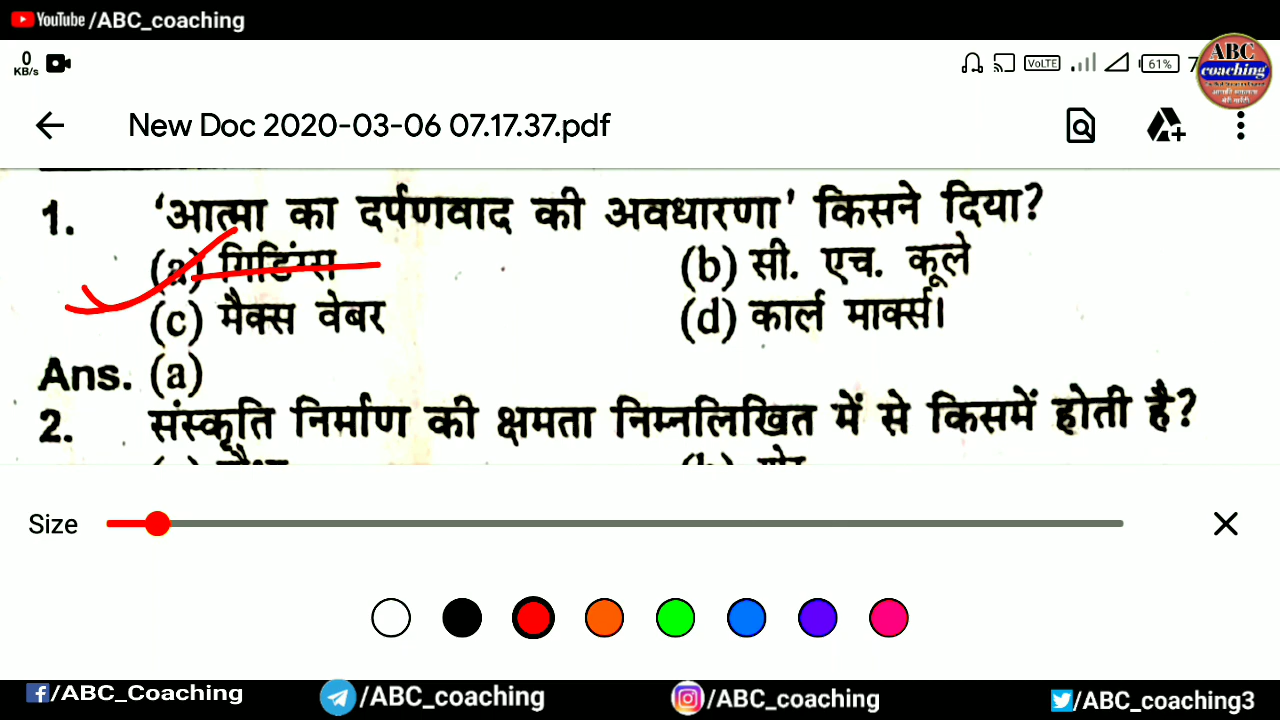 YouTube /ABC_coaching
0 KB/s VoLTE 61% 7
ABC
coaching
New Doc 2020-03-06 07.17.37.pdf
1. 'आत्मा का दर्पणवाद की अवधारणा' किसने दिया?
(a) गिडिंग्स (b) सी. एच. कूले
(c) मैक्स वेबर (d) कार्ल मार्क्स।
Ans. (a)
2. संस्कृति निर्माण की क्षमता निम्नलिखित में से किसमें होती है?
Size
/ABC_Coaching /ABC_coaching /ABC_coaching /ABC_coaching3